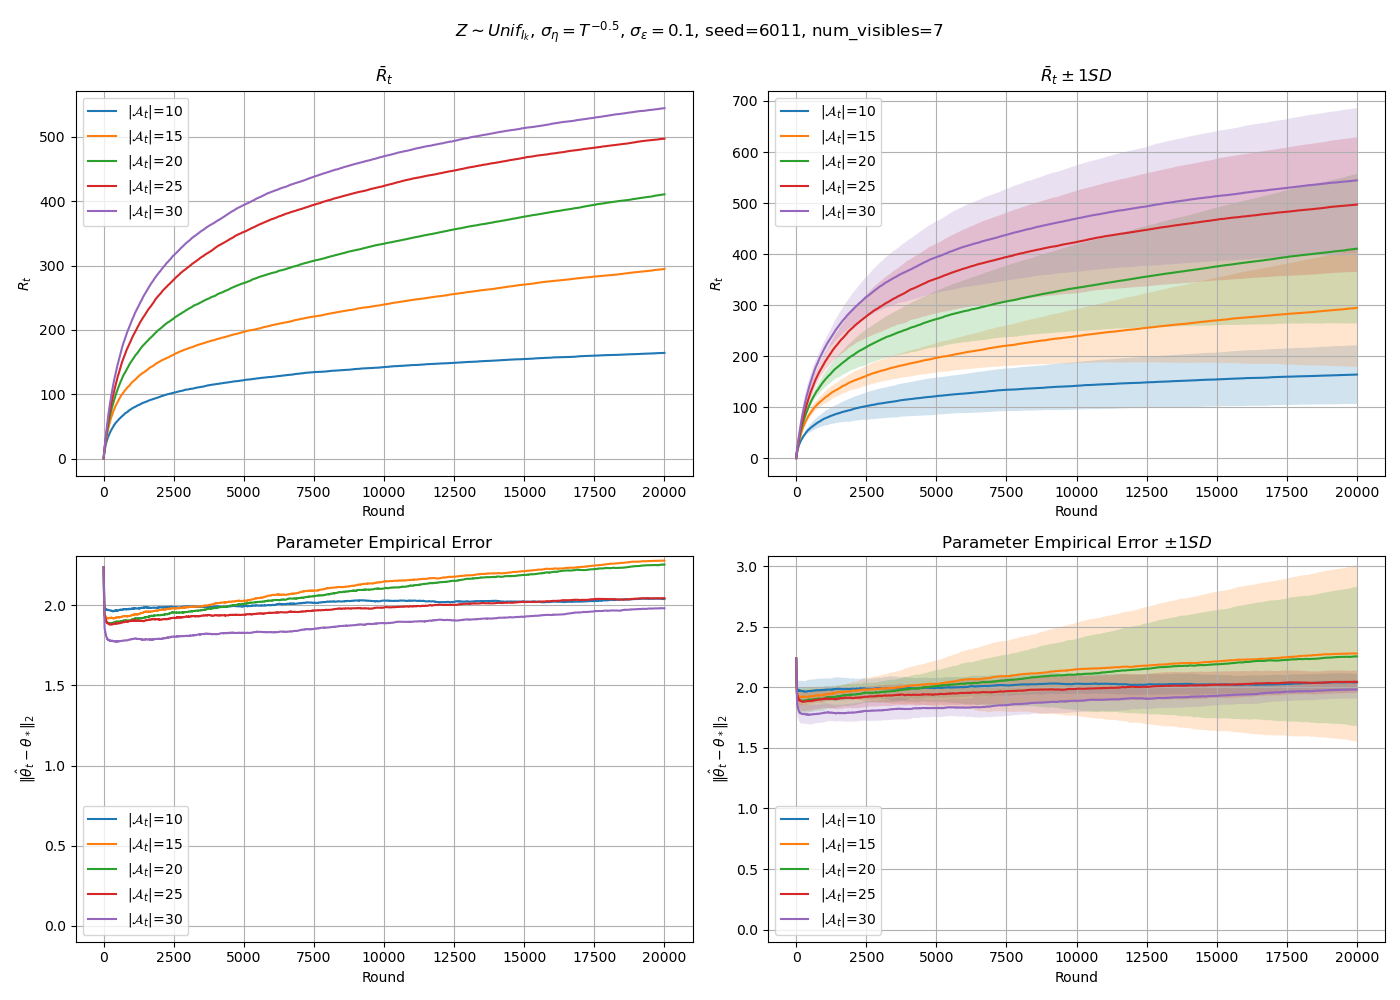 Z ∼ Unif_{I_k}, σ_η = T^{−0.5}, σ_ε = 0.1, seed=6011, num_visibles=7
R̄_t
R_t
500
400
300
200
100
0
|𝒜_t|=10
|𝒜_t|=15
|𝒜_t|=20
|𝒜_t|=25
|𝒜_t|=30
0 2500 5000 7500 10000 12500 15000 17500 20000
Round
R̄_t ± 1SD
R_t
700
600
500
400
300
200
100
0
|𝒜_t|=10
|𝒜_t|=15
|𝒜_t|=20
|𝒜_t|=25
|𝒜_t|=30
0 2500 5000 7500 10000 12500 15000 17500 20000
Round
Parameter Empirical Error
‖θ̂_t − θ_*‖_2
2.0
1.5
1.0
0.5
0.0
|𝒜_t|=10
|𝒜_t|=15
|𝒜_t|=20
|𝒜_t|=25
|𝒜_t|=30
0 2500 5000 7500 10000 12500 15000 17500 20000
Round
Parameter Empirical Error ±1SD
‖θ̂_t − θ_*‖_2
3.0
2.5
2.0
1.5
1.0
0.5
0.0
|𝒜_t|=10
|𝒜_t|=15
|𝒜_t|=20
|𝒜_t|=25
|𝒜_t|=30
0 2500 5000 7500 10000 12500 15000 17500 20000
Round